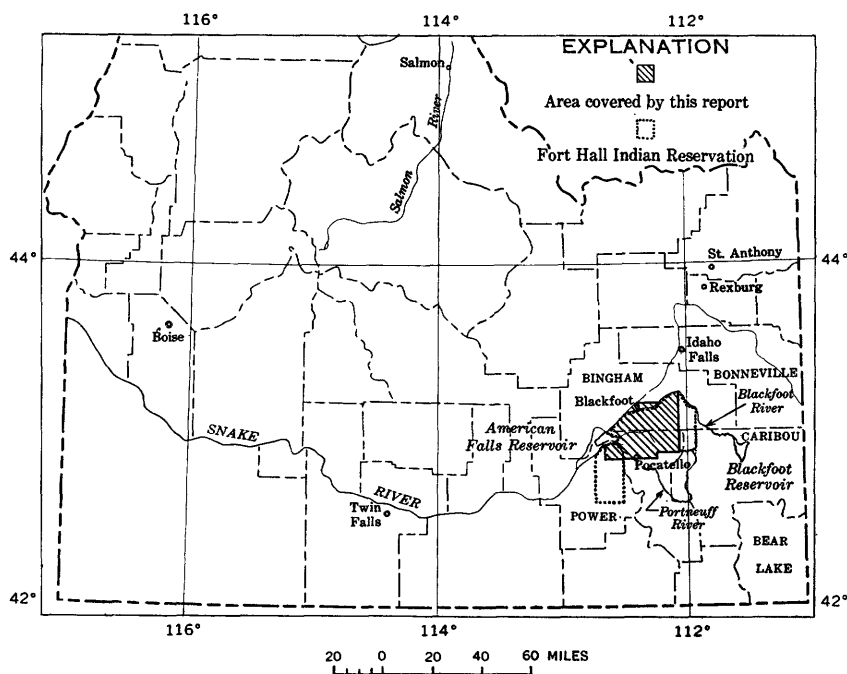 116° 114° 112°
EXPLANATION
Area covered by this report
Fort Hall Indian Reservation
Salmon
River
Salmon
44° 44°
St. Anthony
Rexburg
Boise
Idaho
Falls
BINGHAM BONNEVILLE
Blackfoot
Blackfoot
River
American
Falls Reservoir
CARIBOU
SNAKE
Pocatello
Blackfoot
Reservoir
RIVER
Twin
Falls
POWER
Portneuff
River
BEAR
LAKE
42° 42°
116° 114° 112°
20 0 20 40 60 MILES